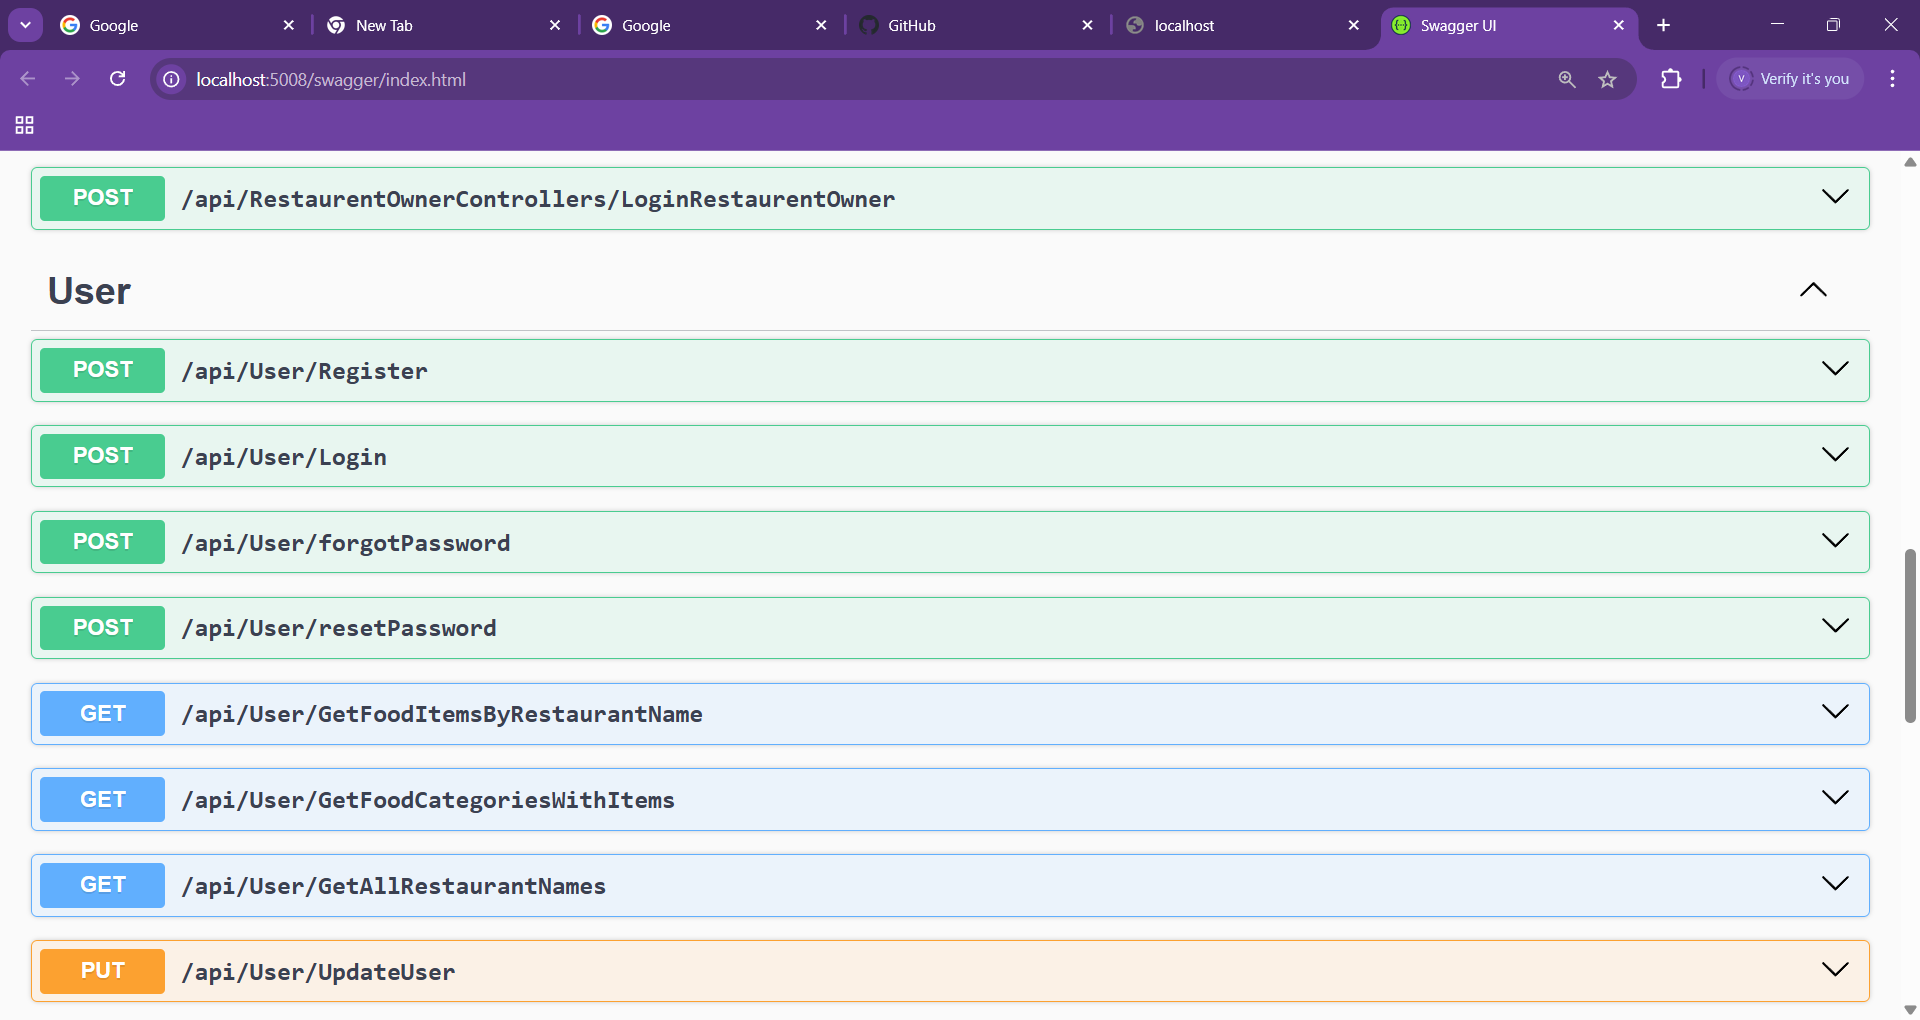 Google
New Tab
Google
GitHub
localhost
Swagger UI
localhost:5008/swagger/index.html
V
Verify it's you
POST /api/RestaurentOwnerControllers/LoginRestaurentOwner
User
POST /api/User/Register
POST /api/User/Login
POST /api/User/forgotPassword
POST /api/User/resetPassword
GET /api/User/GetFoodItemsByRestaurantName
GET /api/User/GetFoodCategoriesWithItems
GET /api/User/GetAllRestaurantNames
PUT /api/User/UpdateUser